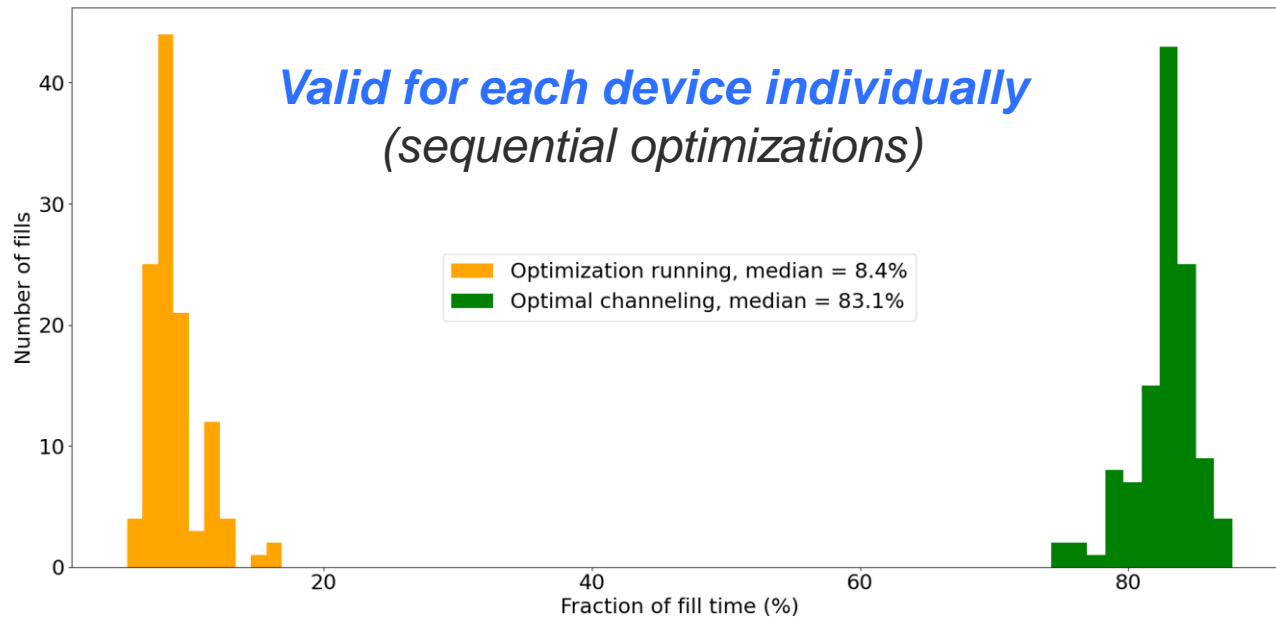 Valid for each device individually
(sequential optimizations)
Optimization running, median = 8.4%
Optimal channeling, median = 83.1%
Number of fills
40
30
20
10
0
20
40
60
80
Fraction of fill time (%)